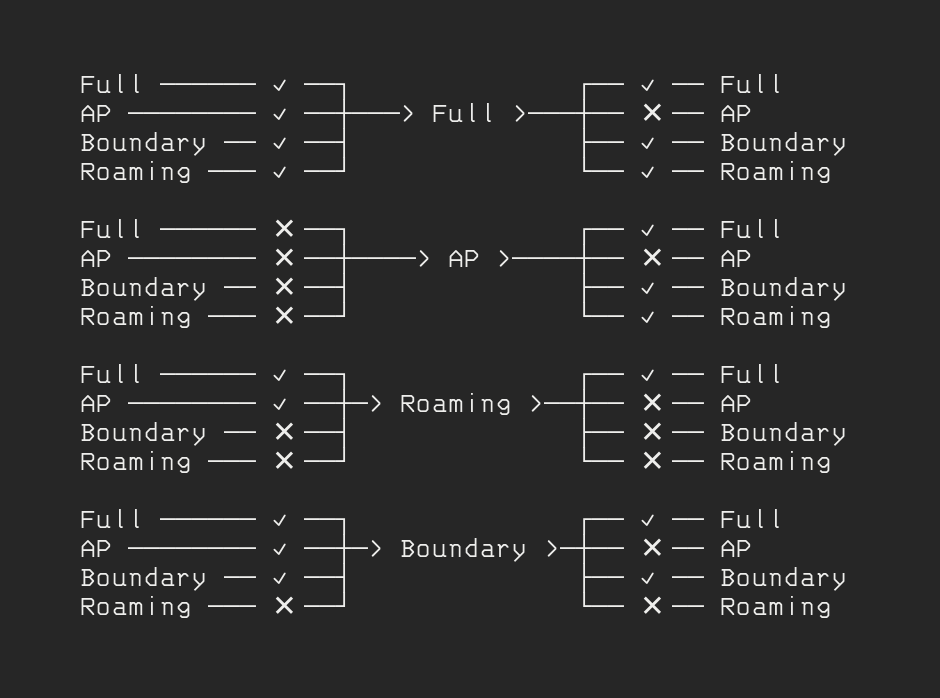 Full ✓ Full ✓ Full
AP ✓ > > ✕ AP
Boundary ✓ ✓ Boundary
Roaming ✓ ✓ Roaming
Full ✕ ✓ Full
AP ✕ > AP > ✕ AP
Boundary ✕ ✓ Boundary
Roaming ✕ ✓ Roaming
Full ✓ ✓ Full
AP ✓ > Roaming > ✕ AP
Boundary ✕ ✕ Boundary
Roaming ✕ ✕ Roaming
Full ✓ ✓ Full
AP ✓ > Boundary > ✕ AP
Boundary ✓ ✓ Boundary
Roaming ✕ ✕ Roaming